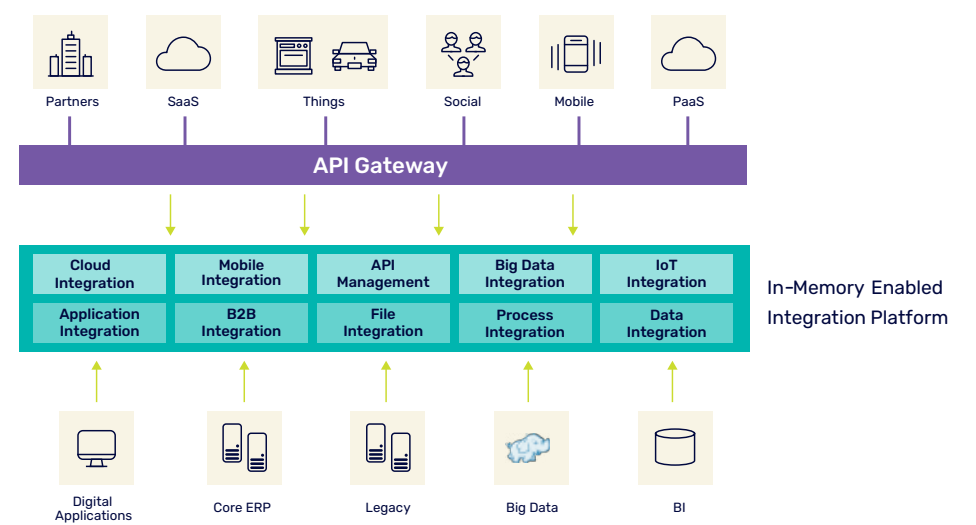 Partners
SaaS
Things
Social
Mobile
PaaS
API Gateway
Cloud
Integration
Mobile
Integration
API
Management
Big Data
Integration
IoT
Integration
Application
Integration
B2B
Integration
File
Integration
Process
Integration
Data
Integration
In-Memory Enabled
Integration Platform
Digital
Applications
Core ERP
Legacy
Big Data
BI